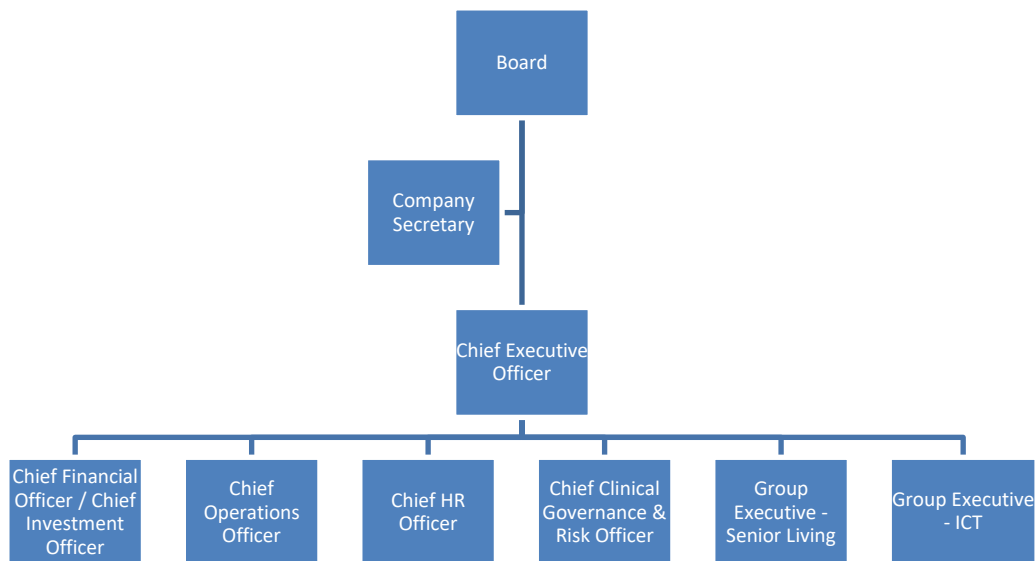 Board
Company
Secretary
Chief Executive
Officer
Chief Financial
Officer / Chief
Investment
Officer
Chief
Operations
Officer
Chief HR
Officer
Chief Clinical
Governance &
Risk Officer
Group
Executive -
Senior Living
Group Executive
- ICT